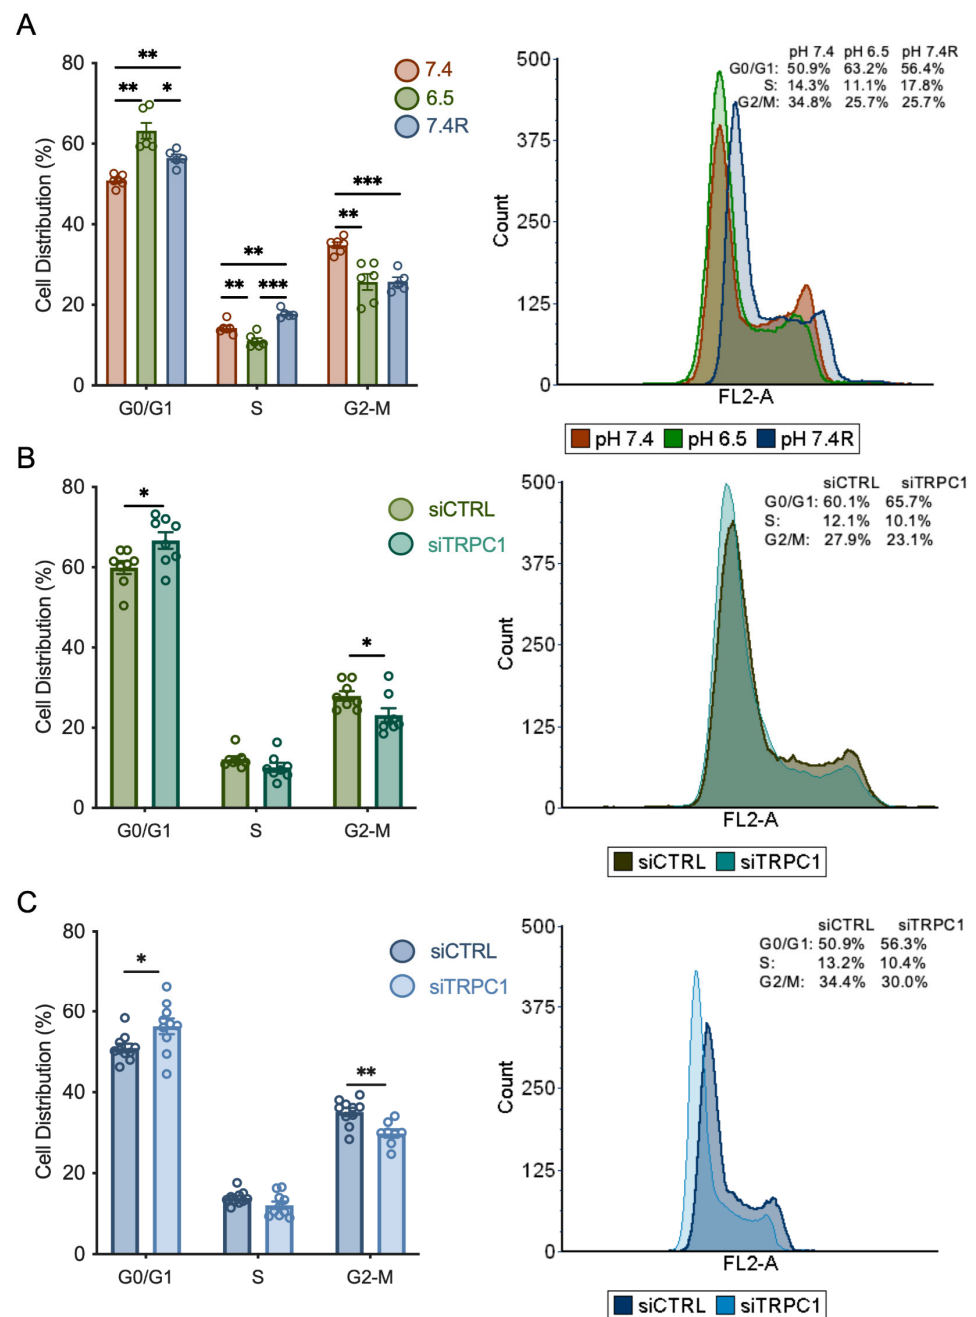 A
80
60
40
20
0
Cell Distribution (%)
** 
** *
**
** ***
***
**
7.4
6.5
7.4R
G0/G1 S G2-M
500
375
250
125
0
Count
pH 7.4 pH 6.5 pH 7.4R
G0/G1: 50.9% 63.2% 56.4%
S: 14.3% 11.1% 17.8%
G2/M: 34.8% 25.7% 25.7%
FL2-A
pH 7.4 pH 6.5 pH 7.4R
B
80
60
40
20
0
Cell Distribution (%)
*
*
siCTRL
siTRPC1
G0/G1 S G2-M
500
375
250
125
0
Count
siCTRL siTRPC1
G0/G1: 60.1% 65.7%
S: 12.1% 10.1%
G2/M: 27.9% 23.1%
FL2-A
siCTRL siTRPC1
C
80
60
40
20
0
Cell Distribution (%)
*
**
siCTRL
siTRPC1
G0/G1 S G2-M
500
375
250
125
0
Count
siCTRL siTRPC1
G0/G1: 50.9% 56.3%
S: 13.2% 10.4%
G2/M: 34.4% 30.0%
FL2-A
siCTRL siTRPC1